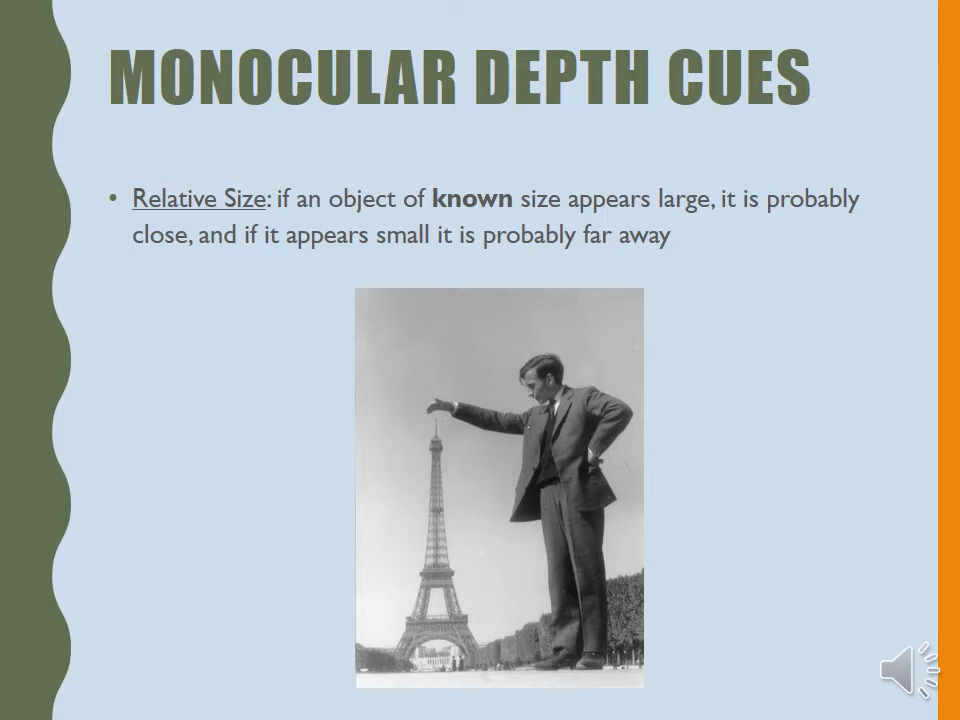 MONOCULAR DEPTH CUES
• Relative Size: if an object of known size appears large, it is probably
close, and if it appears small it is probably far away